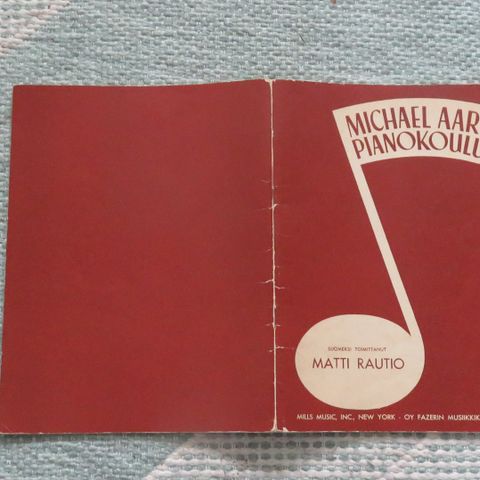 MICHAEL AAR
PIANOKOULU
SUOMEKSI TOIMITTANUT
MATTI RAUTIO
MILLS MUSIC, INC., NEW YORK - OY FAZERIN MUSIIKKIK